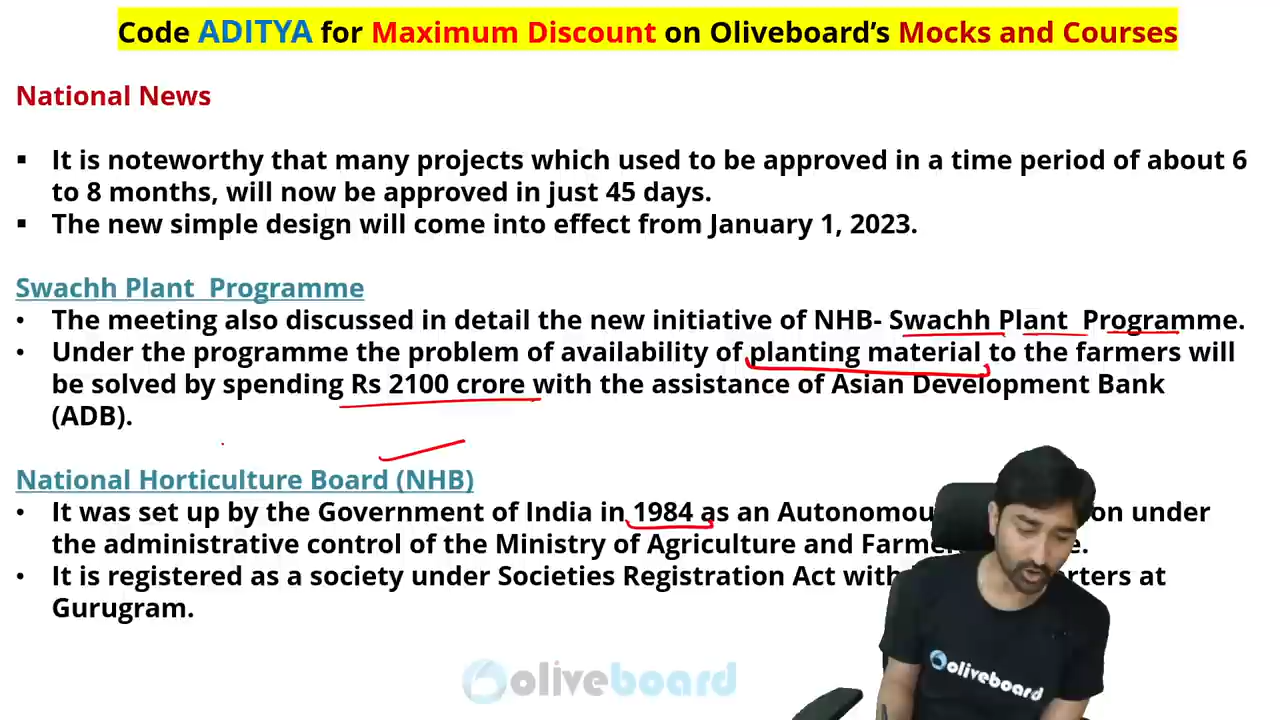 Code ADITYA for Maximum Discount on Oliveboard’s Mocks and Courses
National News
▪ It is noteworthy that many projects which used to be approved in a time period of about 6
to 8 months, will now be approved in just 45 days.
▪ The new simple design will come into effect from January 1, 2023.
Swachh Plant Programme
• The meeting also discussed in detail the new initiative of NHB- Swachh Plant Programme.
• Under the programme the problem of availability of planting material to the farmers will
be solved by spending Rs 2100 crore with the assistance of Asian Development Bank
(ADB).
National Horticulture Board (NHB)
• It was set up by the Government of India in 1984 as an under
the administrative control of the Ministry of Agriculture and
• It is registered as a society under Societies Registration Act at
Gurugram.
oliveboard
oliveboard